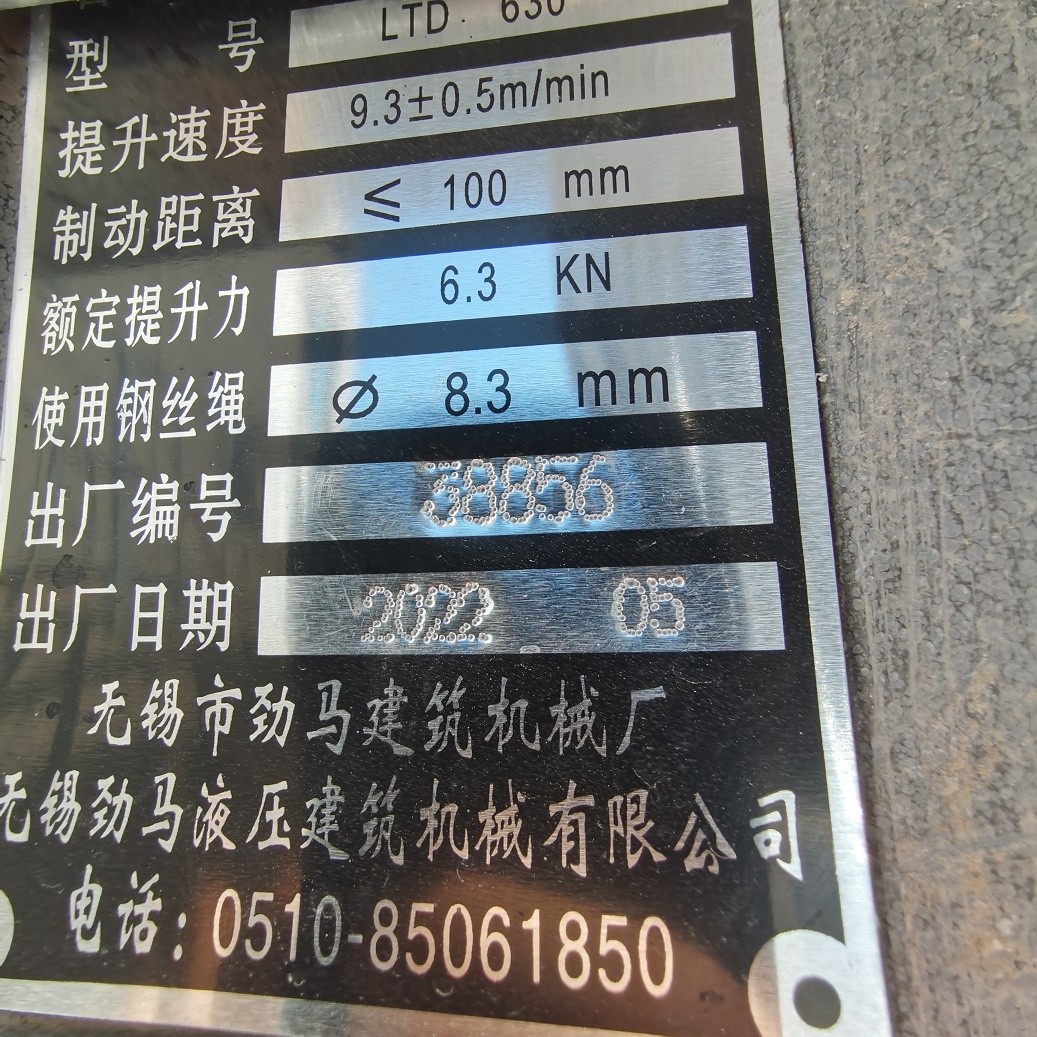 型号 LTD 630
提升速度 9.3±0.5m/min
制动距离 ≤ 100 mm
额定提升力 6.3 KN
使用钢丝绳 ø 8.3 mm
出厂编号 38856
出厂日期 2022 05
无锡市劲马建筑机械厂
无锡劲马液压建筑机械有限公司
电话:0510-85061850